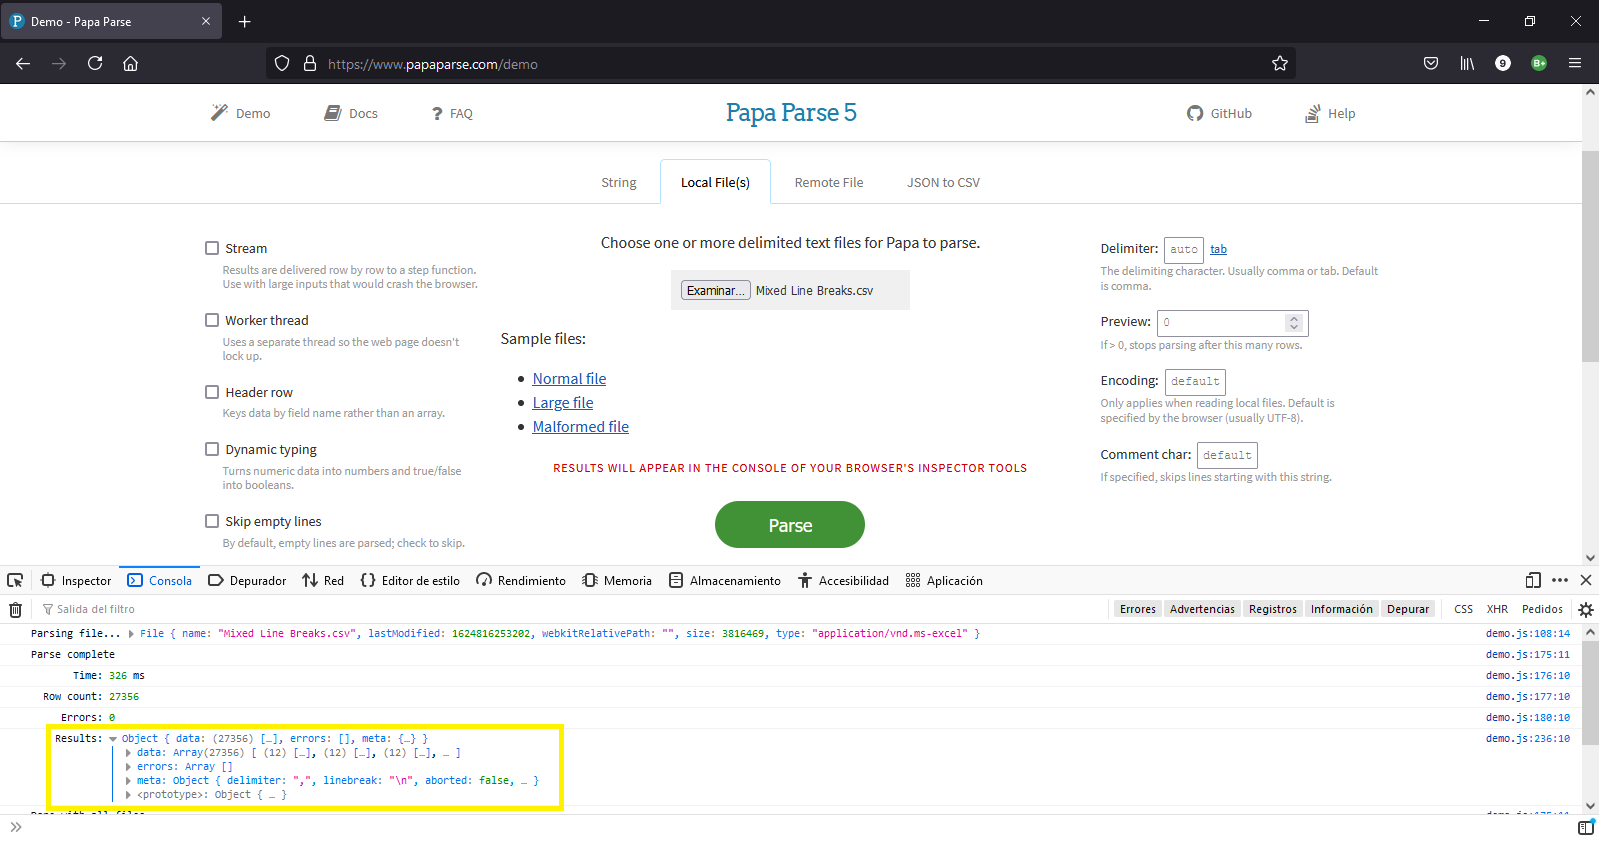 Demo - Papa Parse
https://www.papaparse.com/demo
9
B+
Demo
Docs
? FAQ
Papa Parse 5
GitHub
Help
String
Local File(s)
Remote File
JSON to CSV
Stream
Results are delivered row by row to a step function.
Use with large inputs that would crash the browser.
Worker thread
Uses a separate thread so the web page doesn't
lock up.
Header row
Keys data by field name rather than an array.
Dynamic typing
Turns numeric data into numbers and true/false
into booleans.
Skip empty lines
By default, empty lines are parsed; check to skip.
Choose one or more delimited text files for Papa to parse.
Examinar... Mixed Line Breaks.csv
Sample files:
Normal file
Large file
Malformed file
RESULTS WILL APPEAR IN THE CONSOLE OF YOUR BROWSER'S INSPECTOR TOOLS
Parse
Delimiter: auto tab
The delimiting character. Usually comma or tab. Default
is comma.
Preview: 0
If > 0, stops parsing after this many rows.
Encoding: default
Only applies when reading local files. Default is
specified by the browser (usually UTF-8).
Comment char: default
If specified, skips lines starting with this string.
Inspector Consola Depurador Red Editor de estilo Rendimiento Memoria Almacenamiento Accesibilidad Aplicación
Salida del filtro Errores Advertencias Registros Información Depurar CSS XHR Pedidos
Parsing file... File { name: "Mixed Line Breaks.csv", lastModified: 1624816253202, webkitRelativePath: "", size: 3816469, type: "application/vnd.ms-excel" } demo.js:108:14
Parse complete demo.js:175:11
Time: 326 ms demo.js:176:10
Row count: 27356 demo.js:177:10
Errors: 0 demo.js:180:10
Results: Object { data: (27356) […], errors: [], meta: {…} } demo.js:236:10
data: Array(27356) [ (12) […], (12) […], (12) […], … ]
errors: Array []
meta: Object { delimiter: ",", linebreak: "\n", aborted: false, … }
<prototype>: Object { … }